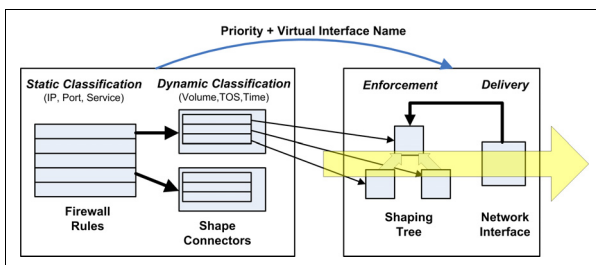 Priority + Virtual Interface Name
Static Classification
(IP, Port, Service)
Dynamic Classification
(Volume,TOS,Time)
Enforcement
Delivery
Firewall
Rules
Shape
Connectors
Shaping
Tree
Network
Interface